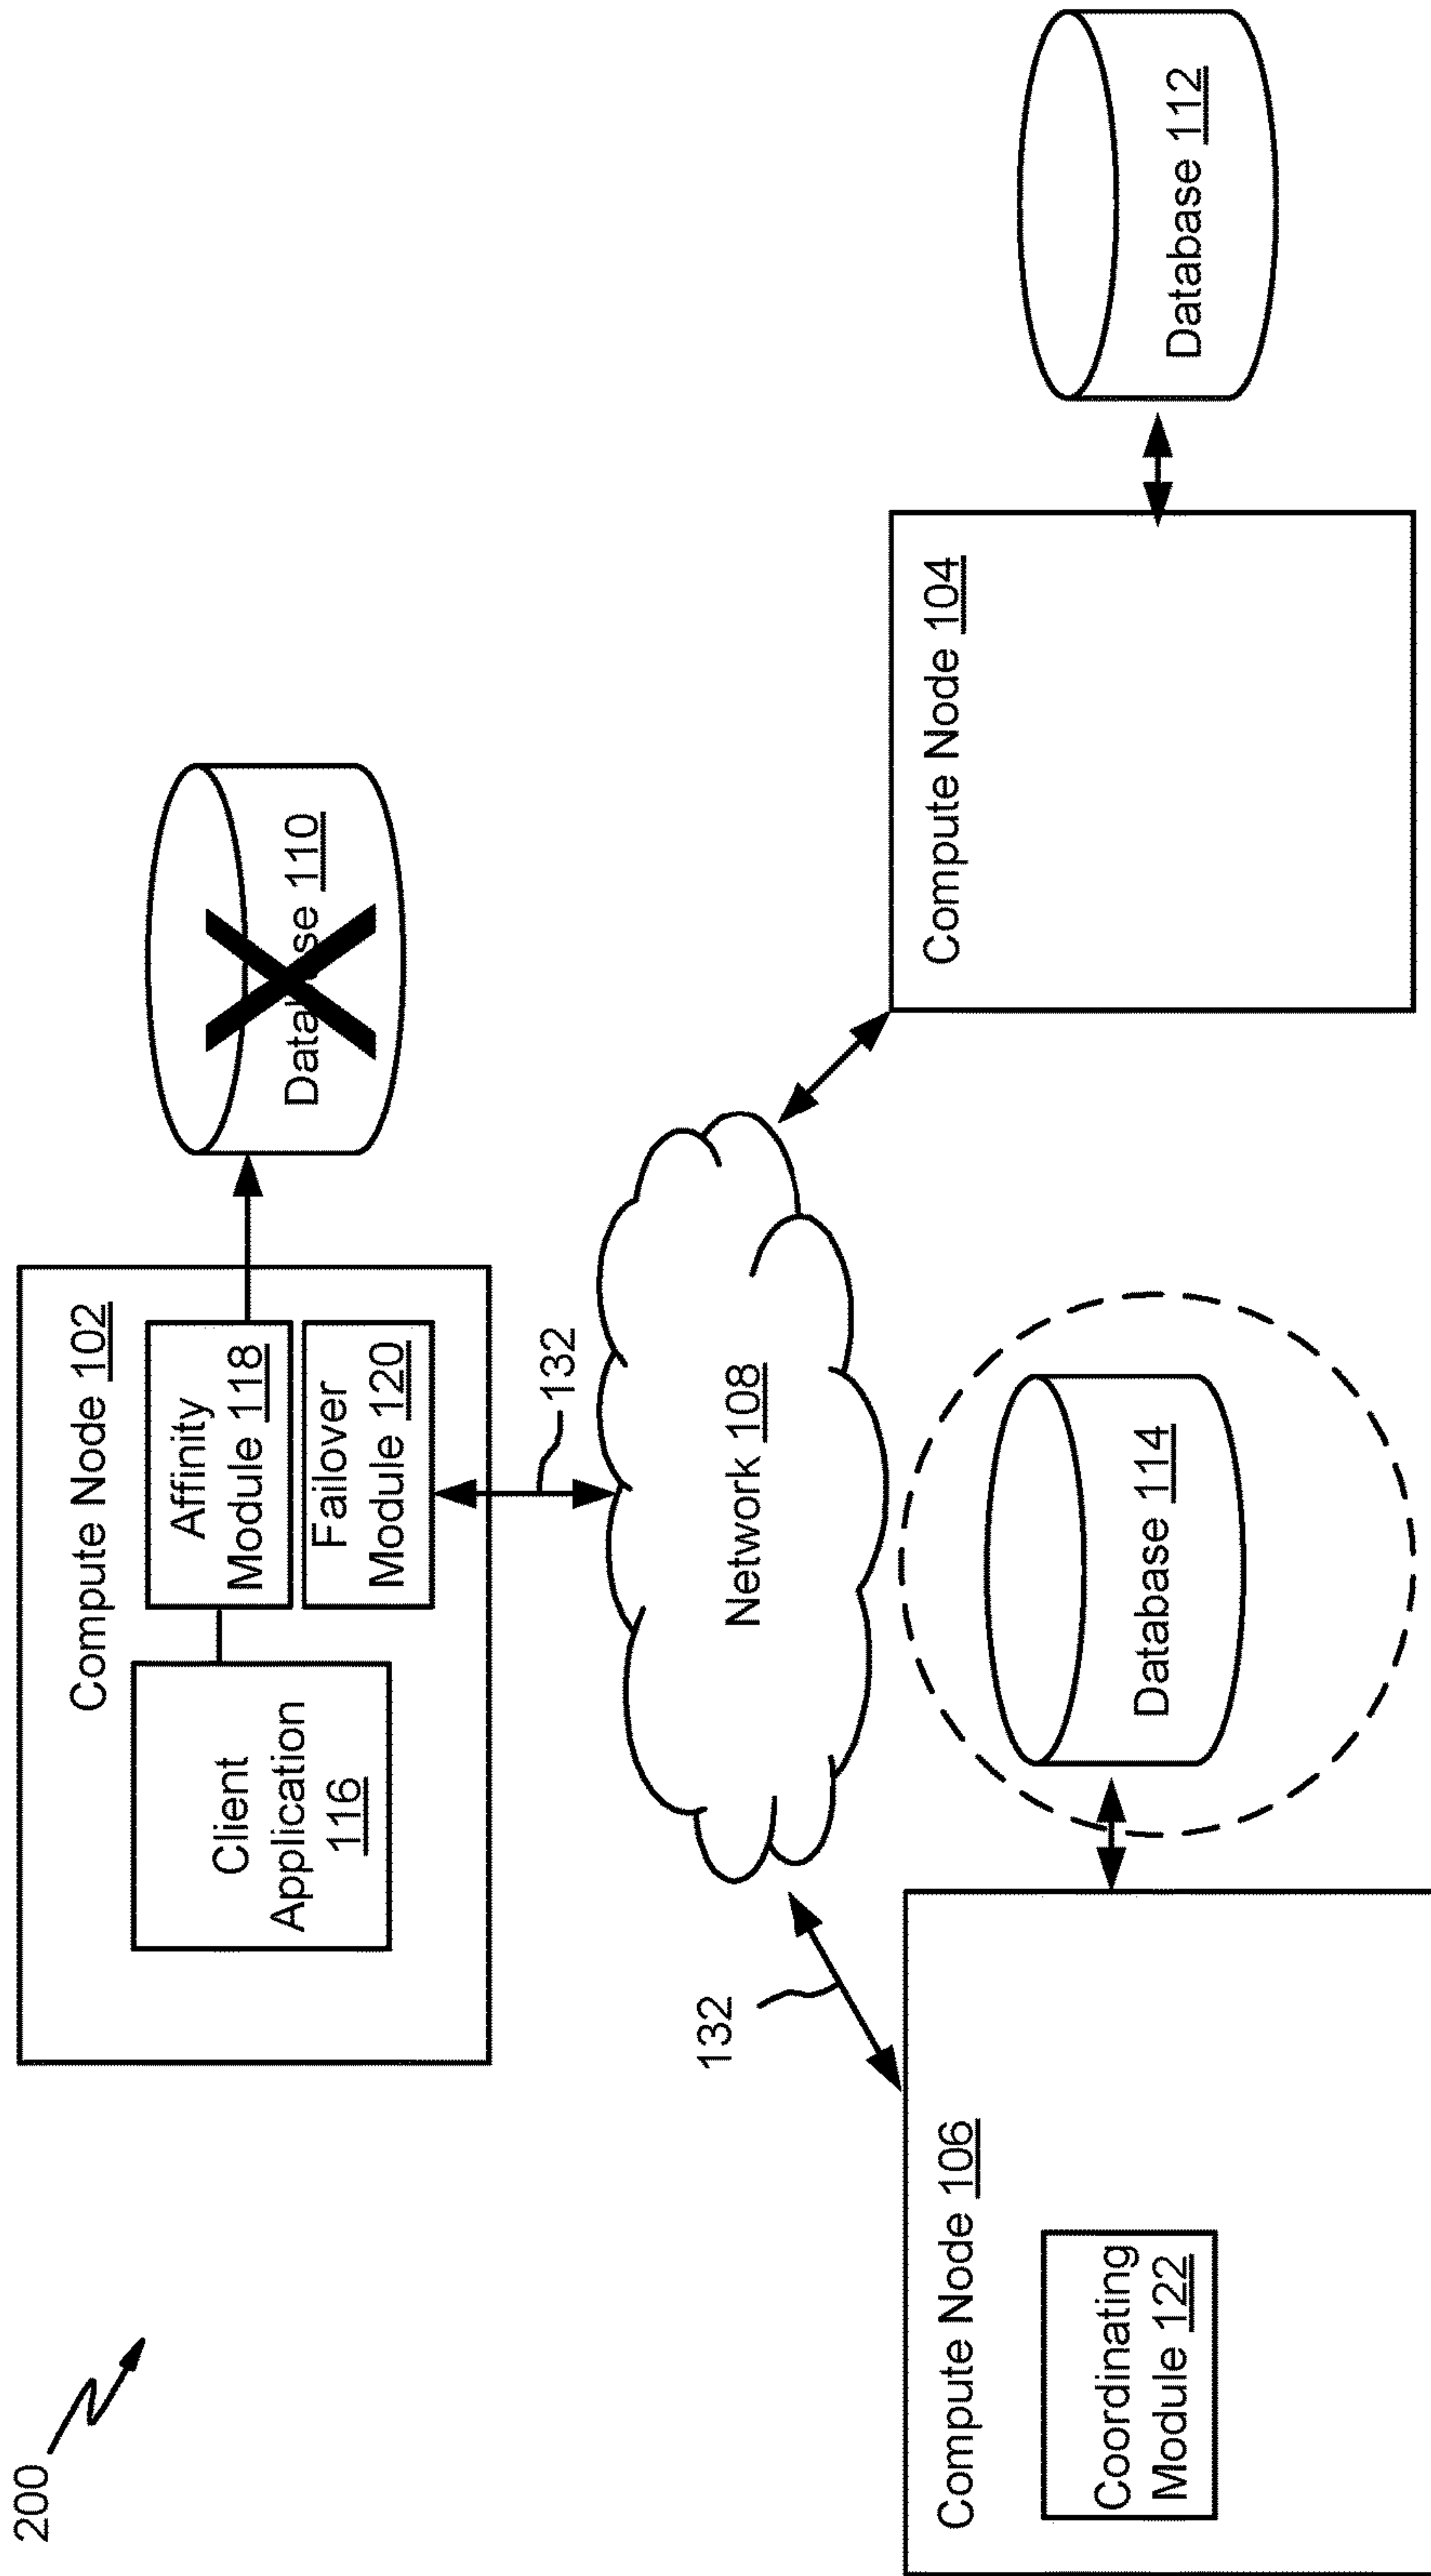 200
Compute Node 102
Client
Application
116
Affinity
Module 118
Failover
Module 120
Database 110
132
Network 108
132
Compute Node 106
Coordinating
Module 122
Database 114
Compute Node 104
Database 112